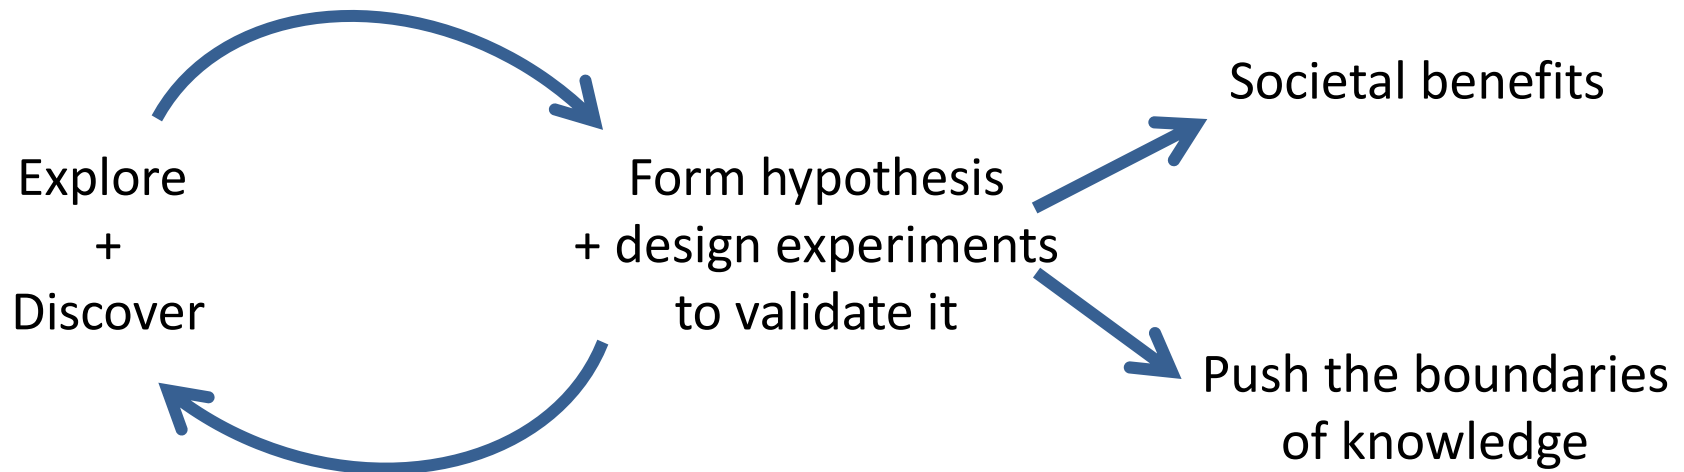 Explore
+
Discover
Form hypothesis
+ design experiments
to validate it
Societal benefits
Push the boundaries
of knowledge